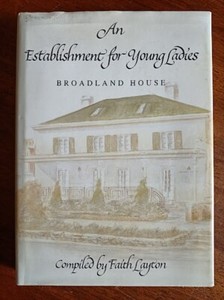 An
Establishment for Young Ladies
BROADLAND HOUSE
Compiled by Faith Layton